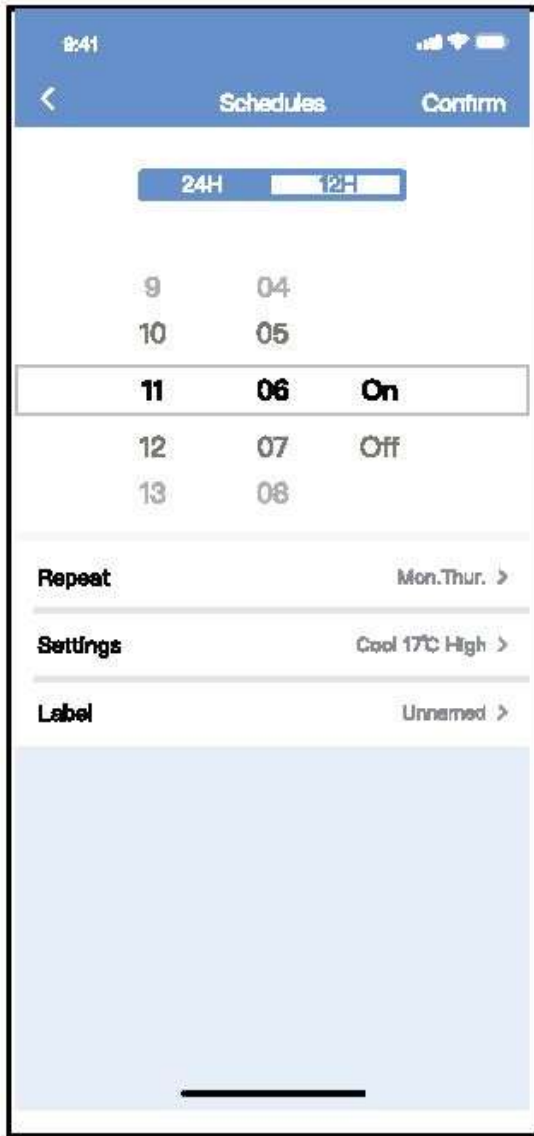 9:41
Schedules Confirm
24H 12H
9 04
10 05
11 06 On
12 07 Off
13 08
Repeat Mon.Thur. >
Settings Cool 17°C High >
Label Unnamed >